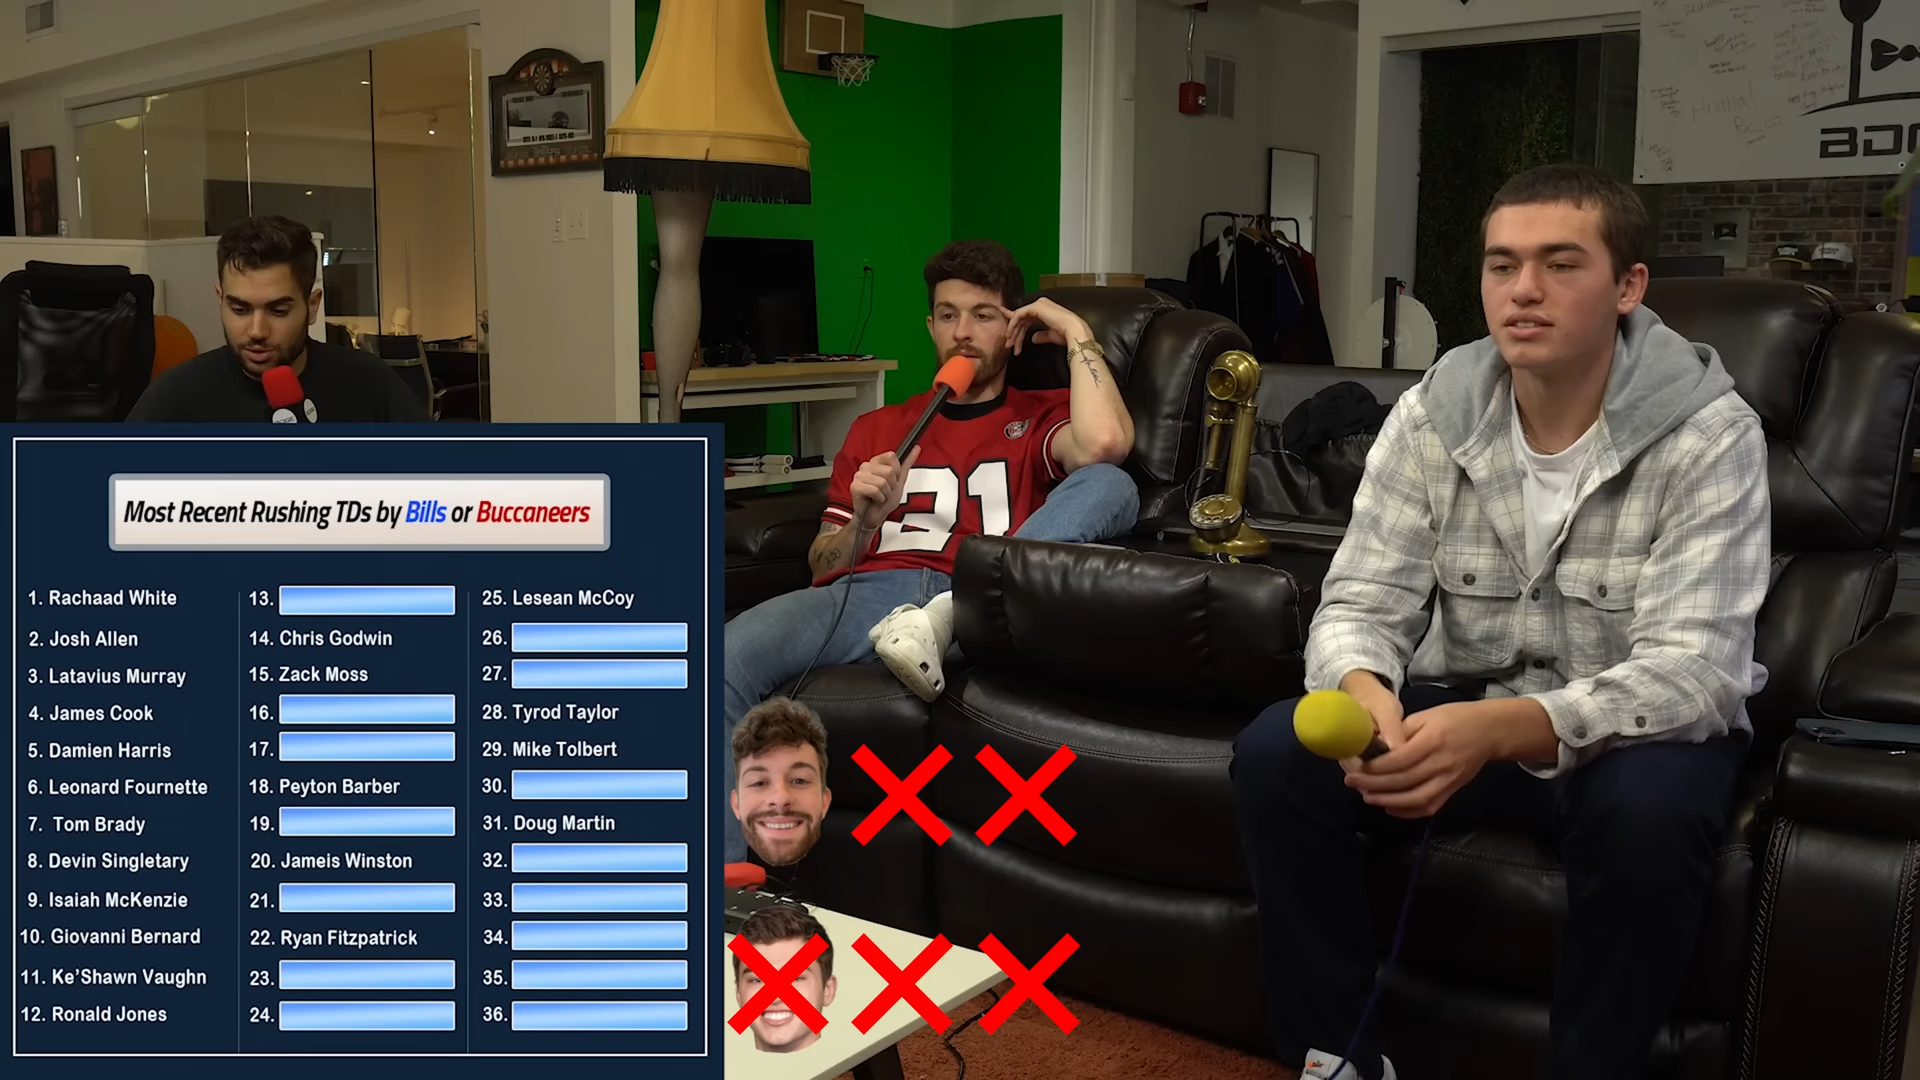 Animal
Rocco
BDG
21
Most Recent Rushing TDs by Bills or Buccaneers
1. Rachaad White
2. Josh Allen
3. Latavius Murray
4. James Cook
5. Damien Harris
6. Leonard Fournette
7. Tom Brady
8. Devin Singletary
9. Isaiah McKenzie
10. Giovanni Bernard
11. Ke'Shawn Vaughn
12. Ronald Jones
13.
14. Chris Godwin
15. Zack Moss
16.
17.
18. Peyton Barber
19.
20. Jameis Winston
21.
22. Ryan Fitzpatrick
23.
24.
25. Lesean McCoy
26.
27.
28. Tyrod Taylor
29. Mike Tolbert
30.
31. Doug Martin
32.
33.
34.
35.
36.